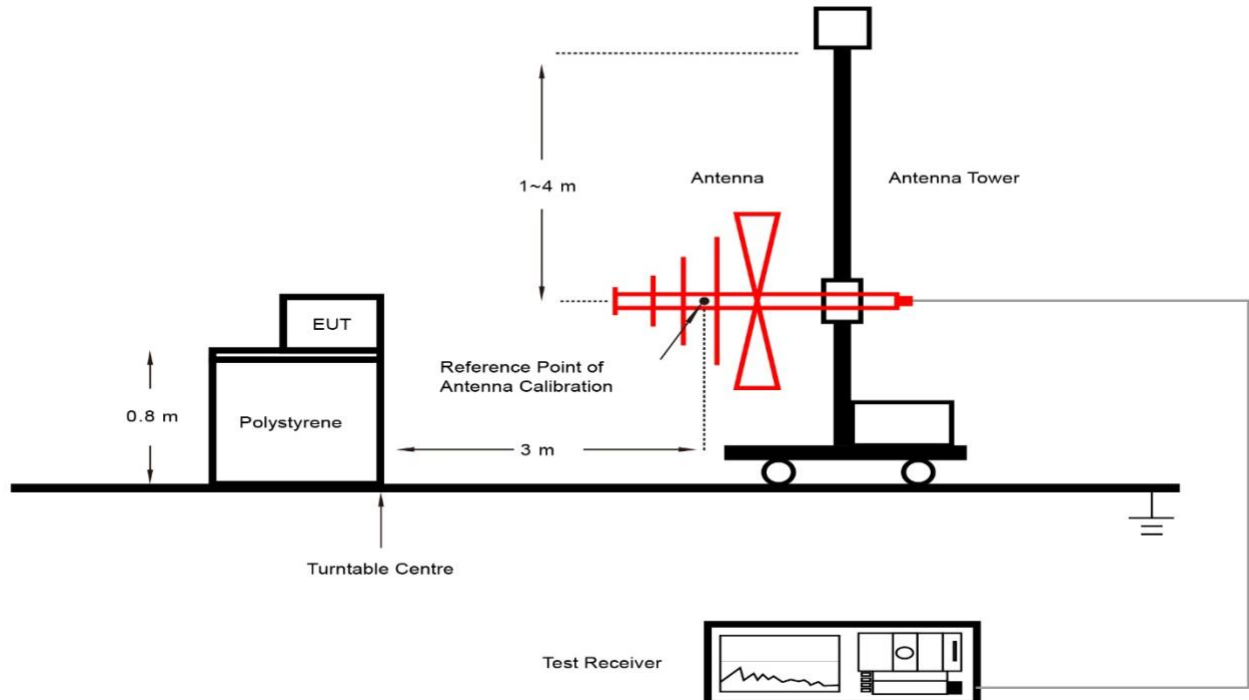 1~4 m
Antenna
Antenna Tower
EUT
Reference Point of
Antenna Calibration
0.8 m
Polystyrene
3 m
Turntable Centre
Test Receiver